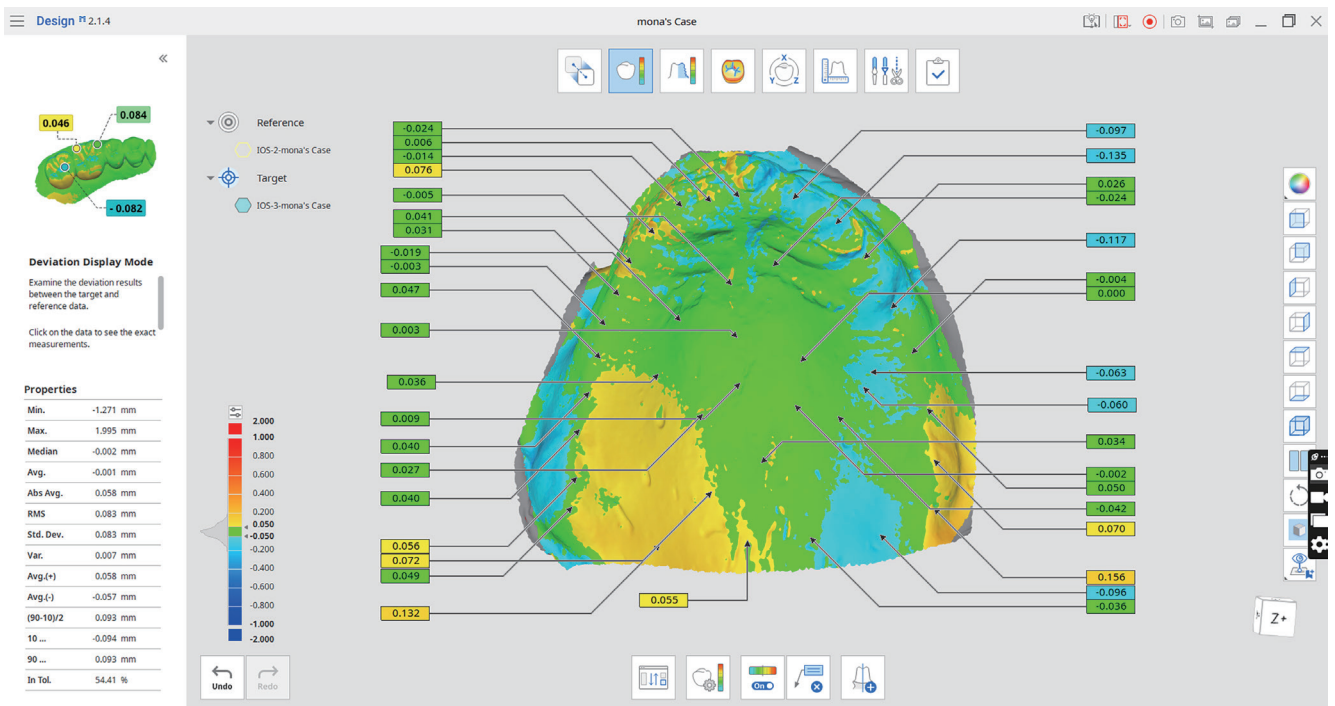 Design 2.1.4
mona's Case
0.046
0.084
- 0.082
Deviation Display Mode
Examine the deviation results
between the target and
reference data.
Click on the data to see the exact
measurements.
Properties
Min. -1.271 mm
Max. 1.995 mm
Median -0.002 mm
Avg. -0.001 mm
Abs Avg. 0.058 mm
RMS 0.083 mm
Std. Dev. 0.083 mm
Var. 0.007 mm
Avg.(+) 0.058 mm
Avg.(-) -0.057 mm
(90-10)/2 0.093 mm
10 ... -0.094 mm
90 ... 0.093 mm
In Tol. 54.41 %
Reference
IOS-2-mona's Case
Target
IOS-3-mona's Case
2.000
1.000
0.800
0.600
0.400
0.200
0.050
-0.050
-0.200
-0.400
-0.600
-0.800
-1.000
-2.000
X
Y
Z
-0.024
0.006
-0.014
0.076
-0.005
0.041
0.031
-0.019
-0.003
0.047
0.003
0.036
0.009
0.040
0.027
0.040
0.056
0.072
0.049
0.132
0.055
-0.097
-0.135
0.026
-0.024
-0.117
-0.004
0.000
-0.063
-0.060
0.034
-0.002
0.050
-0.042
0.070
0.156
-0.096
-0.036
Z+
Undo
Redo
On